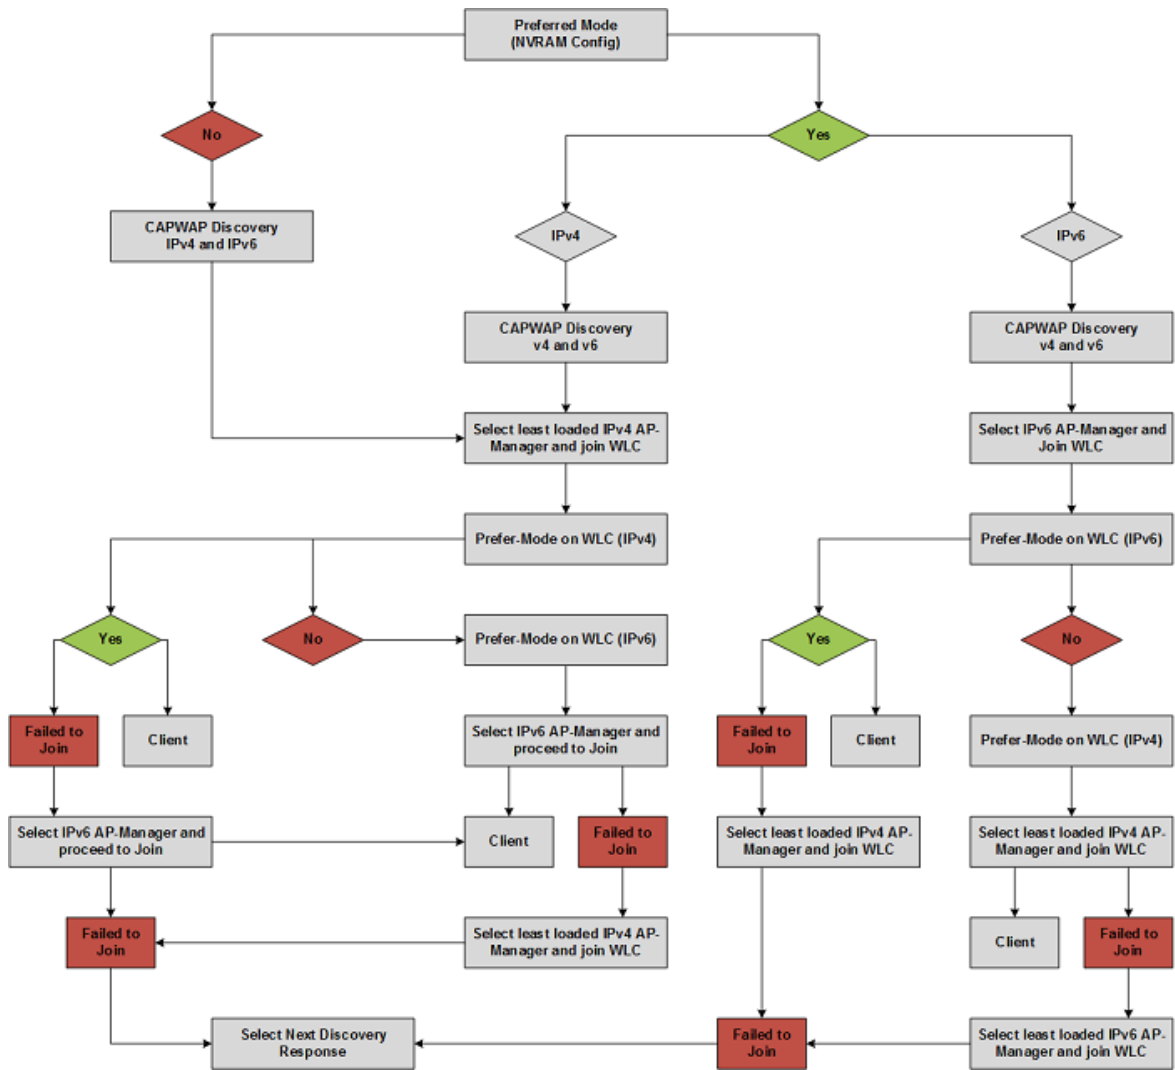 Preferred Mode
(NVRAM Config)
No
Yes
CAPWAP Discovery
IPv4 and IPv6
IPv4
IPv6
CAPWAP Discovery
v4 and v6
CAPWAP Discovery
v4 and v6
Select least loaded IPv4 AP-
Manager and join WLC
Select IPv6 AP-Manager and
Join WLC
Prefer-Mode on WLC (IPv4)
Prefer-Mode on WLC (IPv6)
Yes
No
Prefer-Mode on WLC (IPv6)
Yes
No
Failed to
Join
Client
Select IPv6 AP-Manager and
proceed to Join
Failed to
Join
Client
Prefer-Mode on WLC (IPv4)
Select IPv6 AP-Manager and
proceed to Join
Client
Failed to
Join
Select least loaded IPv4 AP-
Manager and join WLC
Select least loaded IPv4 AP-
Manager and join WLC
Failed to
Join
Select least loaded IPv4 AP-
Manager and join WLC
Client
Failed to
Join
Select Next Discovery
Response
Failed to
Join
Select least loaded IPv6 AP-
Manager and join WLC